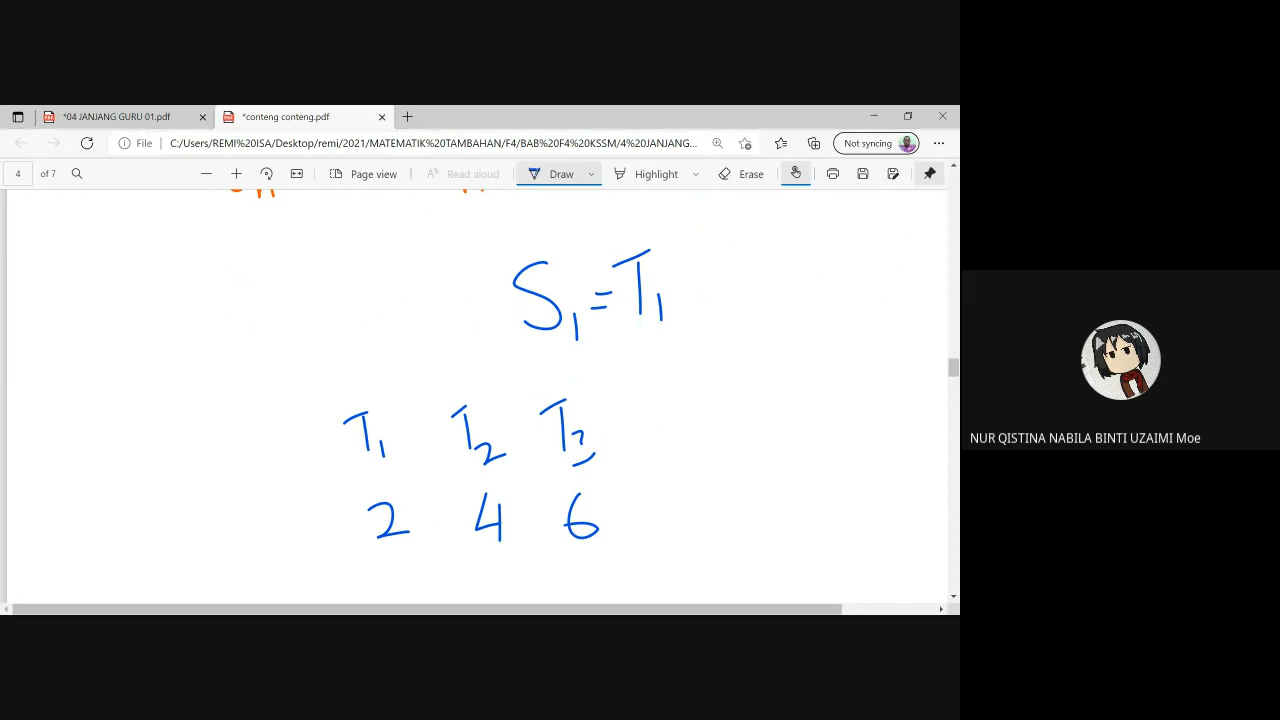 *04 JANJANG GURU 01.pdf
*conteng conteng.pdf
File C:/Users/REMI%20ISA/Desktop/remi/2021/MATEMATIK%20TAMBAHAN/F4/BAB%20F4%20KSSM/4%20JANJANG... Not syncing
4 of 7 Page view Read aloud Draw Highlight Erase
S1 = T1
T1 T2 T3
2 4 6
NUR QISTINA NABILA BINTI UZAIMI Moe